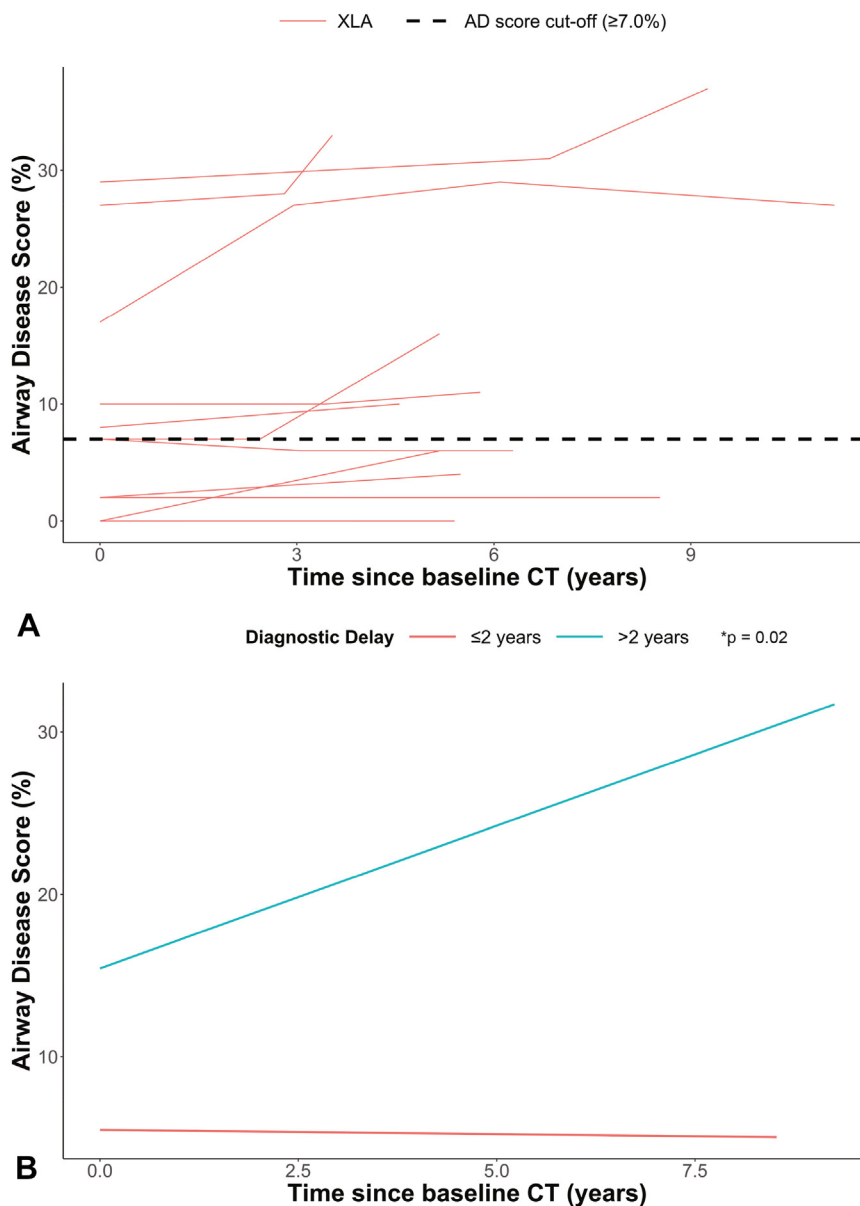 XLA AD score cut-off (≥7.0%)
Airway Disease Score (%)
30
20
10
0
0 3 6 9
Time since baseline CT (years)
A
Diagnostic Delay ≤2 years >2 years *p = 0.02
Airway Disease Score (%)
30
20
10
0.0 2.5 5.0 7.5
Time since baseline CT (years)
B